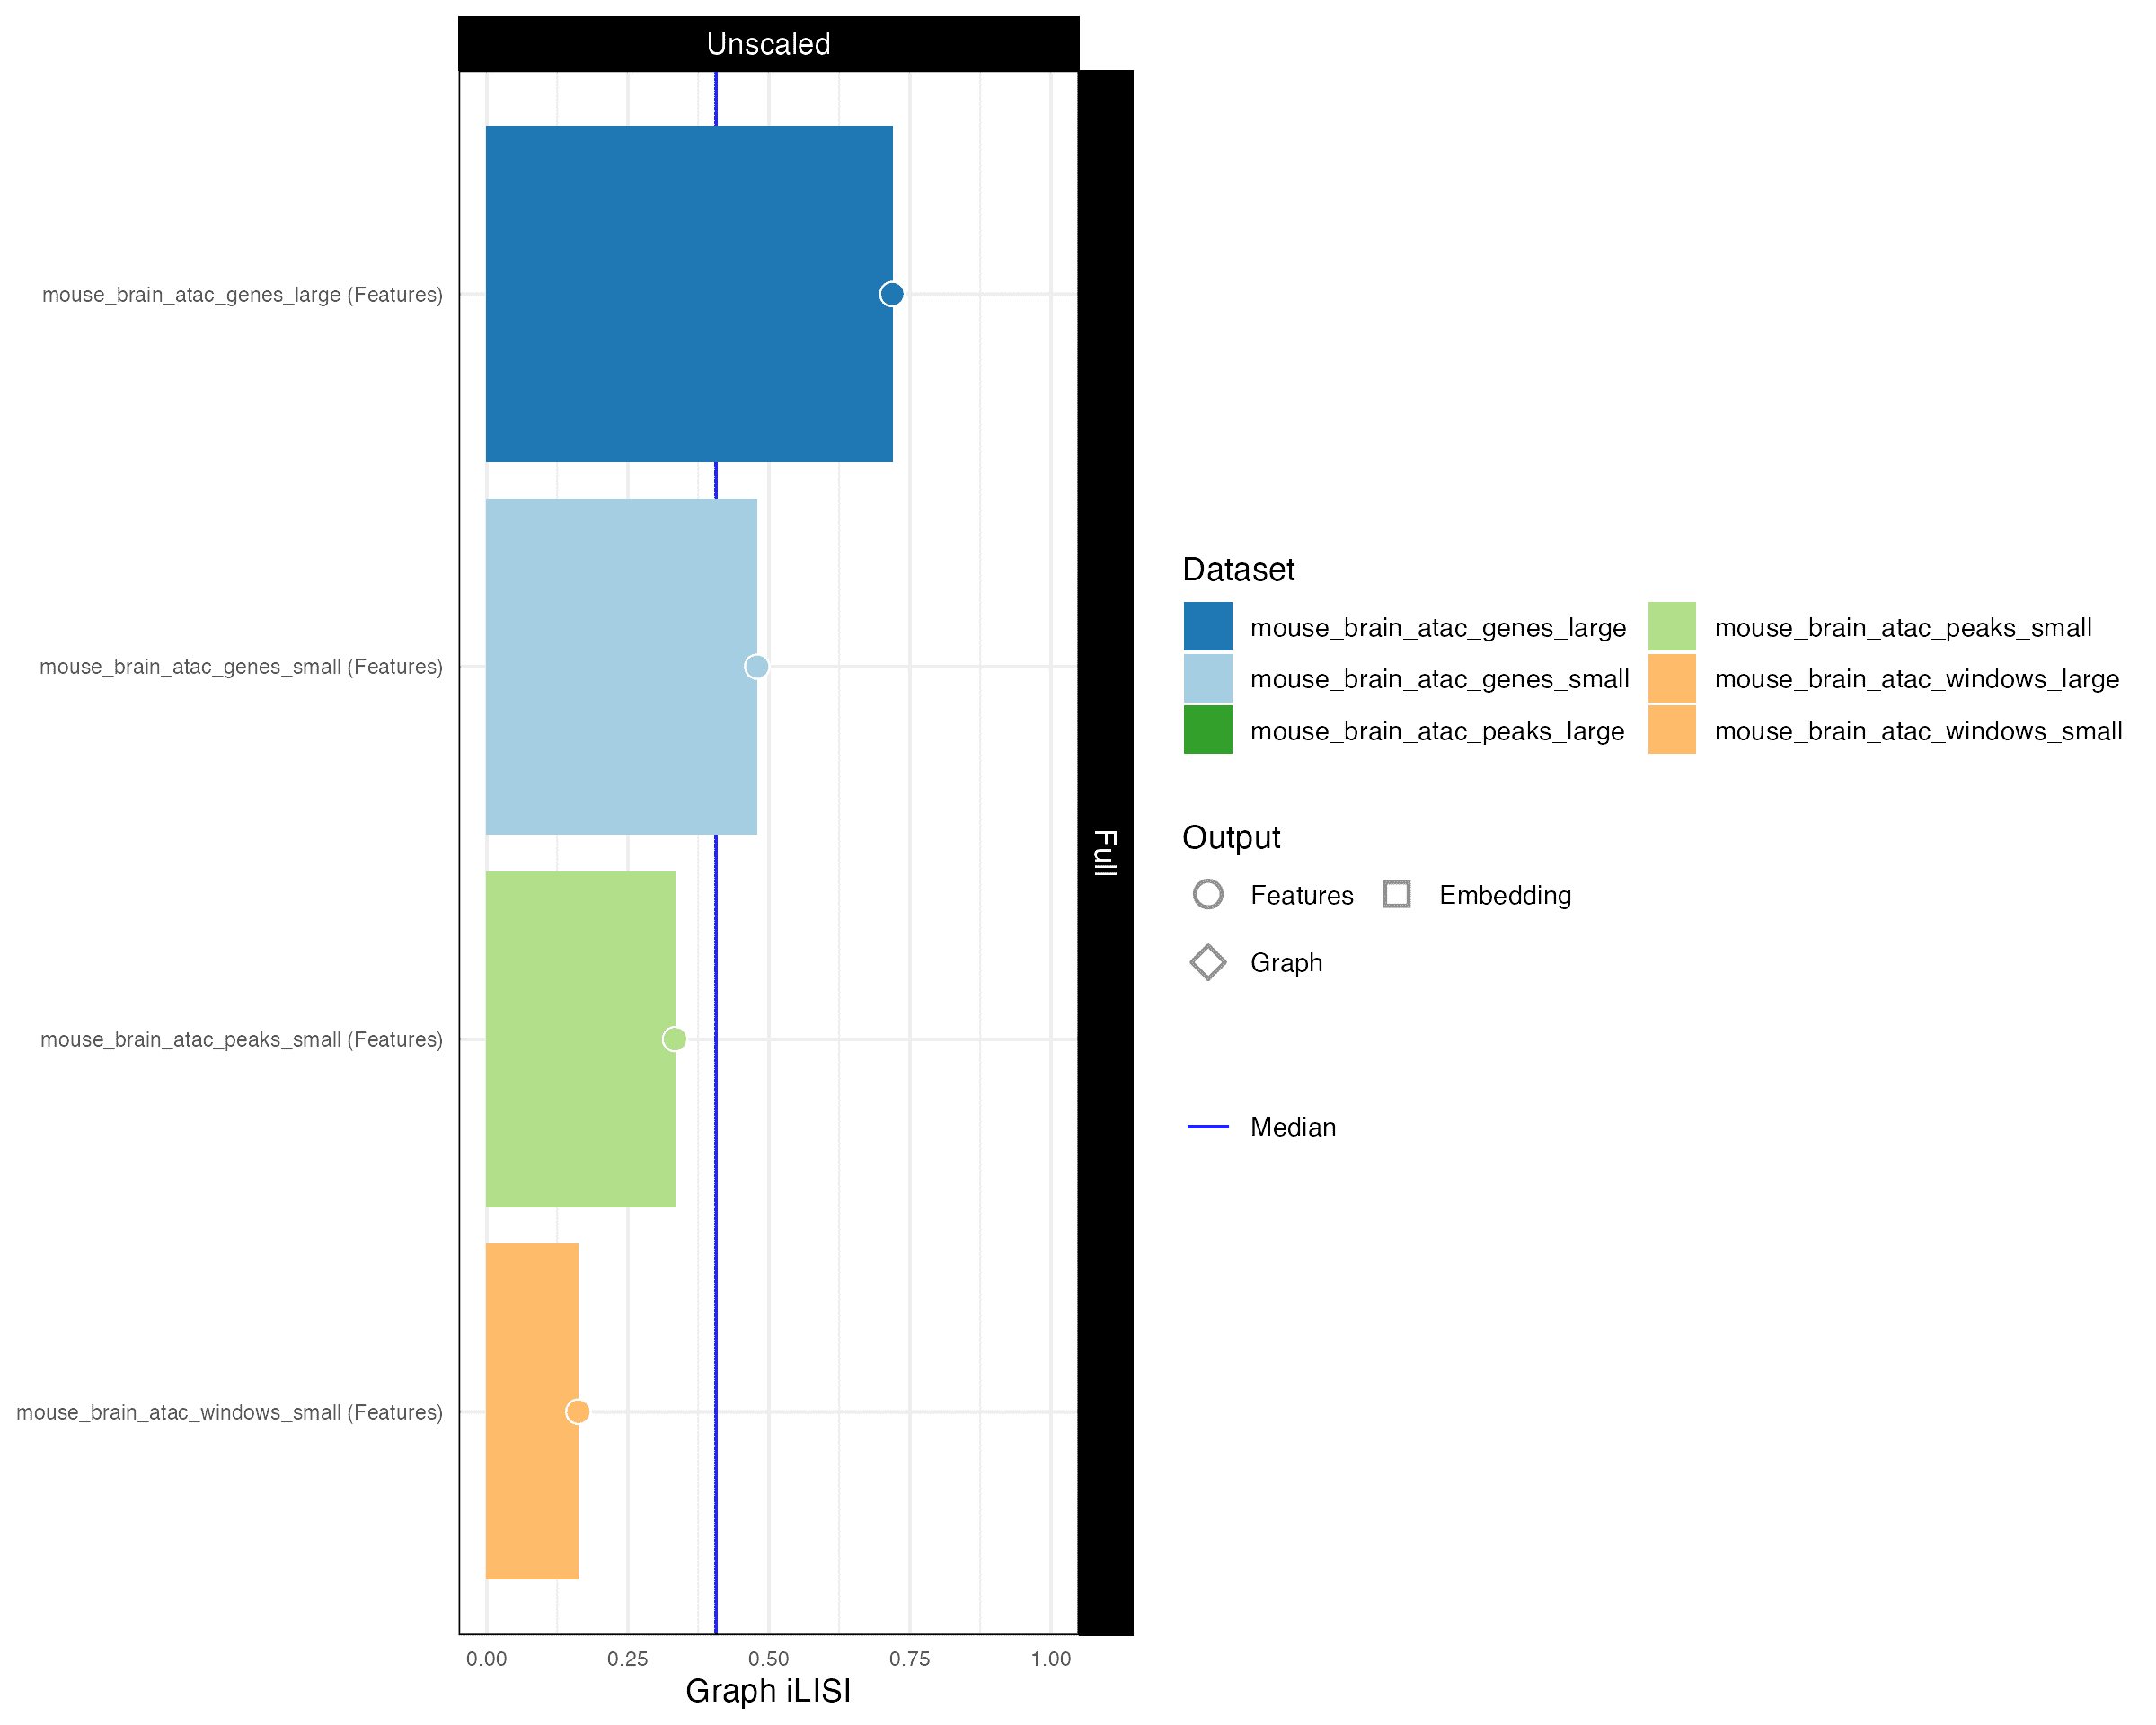 Unscaled
mouse_brain_atac_genes_large (Features)
mouse_brain_atac_genes_small (Features)
mouse_brain_atac_peaks_small (Features)
mouse_brain_atac_windows_small (Features)
0.00 0.25 0.50 0.75 1.00
Graph iLISI
Full
Dataset
mouse_brain_atac_genes_large
mouse_brain_atac_peaks_small
mouse_brain_atac_genes_small
mouse_brain_atac_windows_large
mouse_brain_atac_peaks_large
mouse_brain_atac_windows_small
Output
Features Embedding
Graph
Median